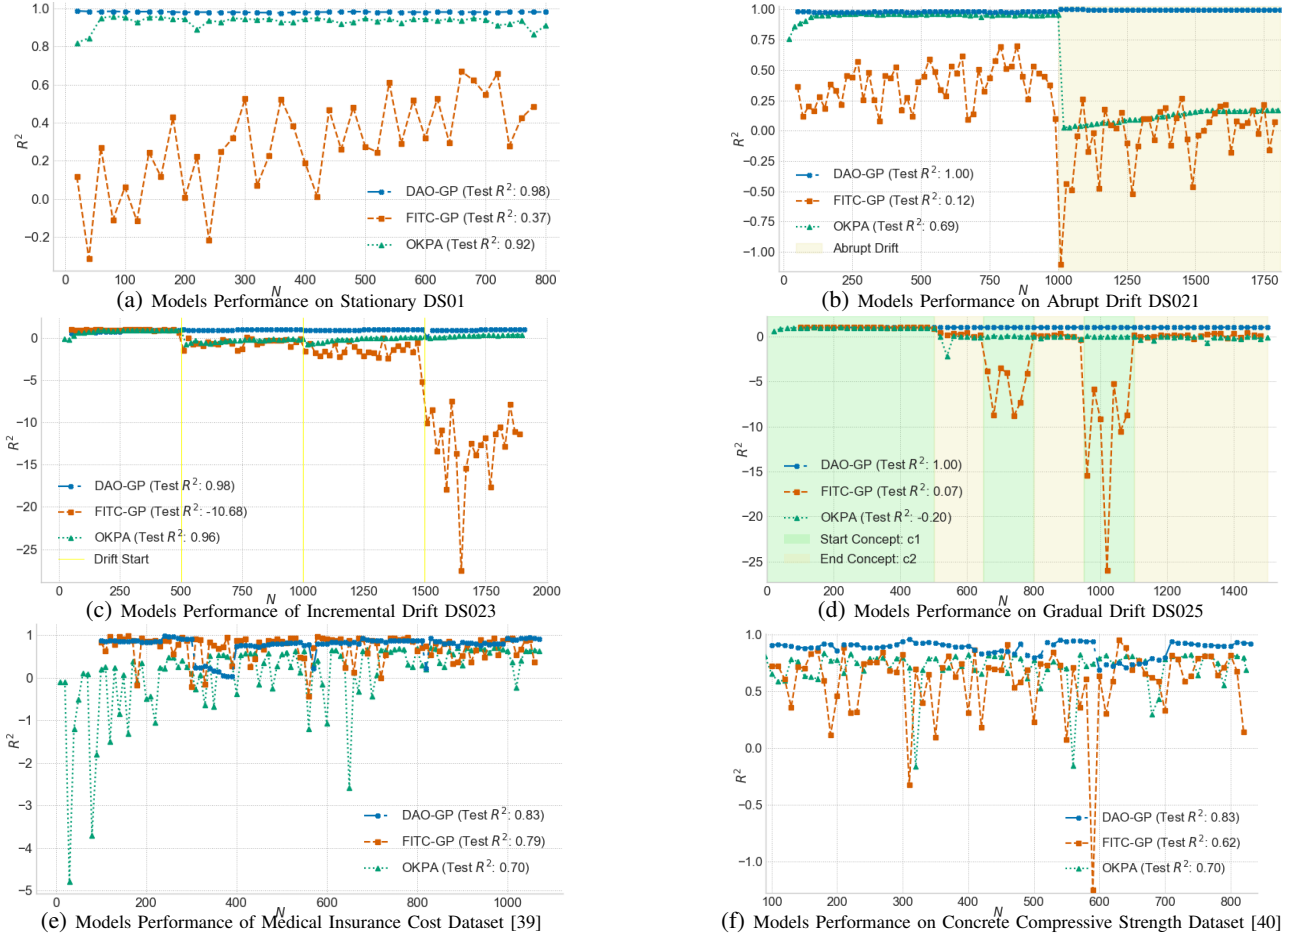 1.0
0.8
0.6
0.4
0.2
0.0
−0.2
R²
DAO-GP (Test R²: 0.98)
FITC-GP (Test R²: 0.37)
OKPA (Test R²: 0.92)
0 100 200 300 400 500 600 700 800
N
(a) Models Performance on Stationary DS01
1.00
0.75
0.50
0.25
0.00
−0.25
−0.50
−0.75
−1.00
R²
DAO-GP (Test R²: 1.00)
FITC-GP (Test R²: 0.12)
OKPA (Test R²: 0.69)
Abrupt Drift
0 250 500 750 1000 1250 1500 1750
N
(b) Models Performance on Abrupt Drift DS021
0
−5
−10
−15
−20
−25
R²
DAO-GP (Test R²: 0.98)
FITC-GP (Test R²: -10.68)
OKPA (Test R²: 0.96)
Drift Start
0 250 500 750 1000 1250 1500 1750 2000
N
(c) Models Performance of Incremental Drift DS023
0
−5
−10
−15
−20
−25
R²
DAO-GP (Test R²: 1.00)
FITC-GP (Test R²: 0.07)
OKPA (Test R²: -0.20)
Start Concept: c1
End Concept: c2
0 200 400 600 800 1000 1200 1400
N
(d) Models Performance on Gradual Drift DS025
1
0
−1
−2
−3
−4
−5
R²
DAO-GP (Test R²: 0.83)
FITC-GP (Test R²: 0.79)
OKPA (Test R²: 0.70)
0 200 400 600 800 1000
N
(e) Models Performance of Medical Insurance Cost Dataset [39]
1.0
0.5
0.0
−0.5
−1.0
R²
DAO-GP (Test R²: 0.83)
FITC-GP (Test R²: 0.62)
OKPA (Test R²: 0.70)
100 200 300 400 500 600 700 800
N
(f) Models Performance on Concrete Compressive Strength Dataset [40]